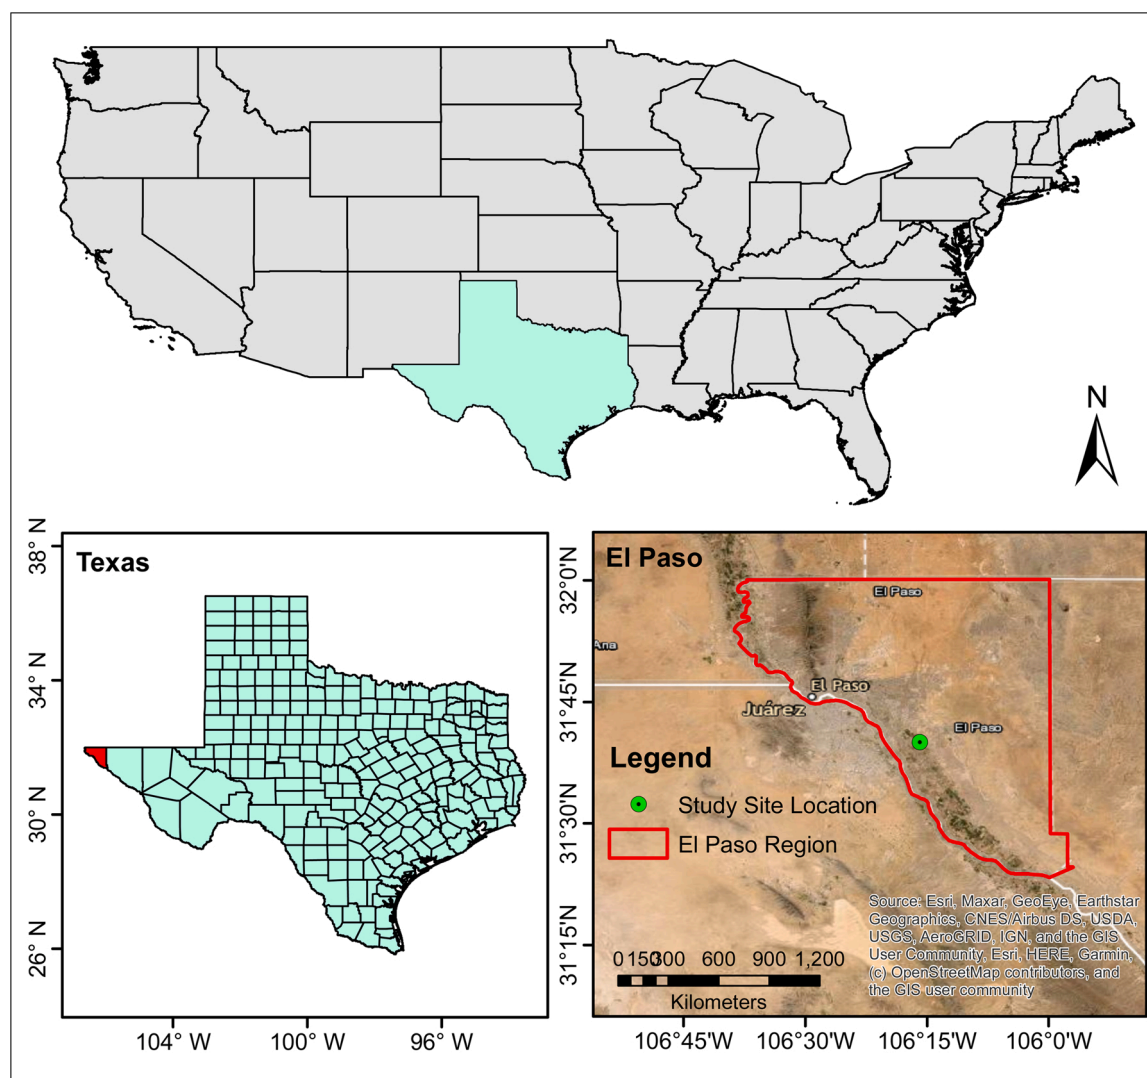 N
Texas
38° N
34° N
30° N
26° N
104° W
100° W
96° W
El Paso
32°0'N
31°45'N
31°30'N
31°15'N
El Paso
Ana
El Paso
Juárez
El Paso
Legend
Study Site Location
El Paso Region
Source: Esri, Maxar, GeoEye, Earthstar
Geographics, CNES/Airbus DS, USDA,
USGS, AeroGRID, IGN, and the GIS
User Community, Esri, HERE, Garmin,
(c) OpenStreetMap contributors, and
the GIS user community
0 150 300 600 900 1,200
Kilometers
106°45'W
106°30'W
106°15'W
106°0'W